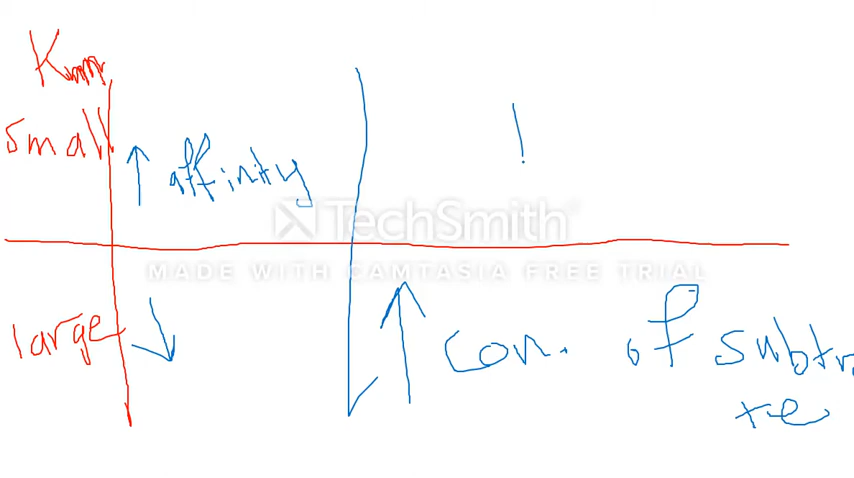 Km
small ↑ affinity
large ↓ ↑ con. of subtra
te
TechSmith
MADE WITH CAMTASIA FREE TRIAL